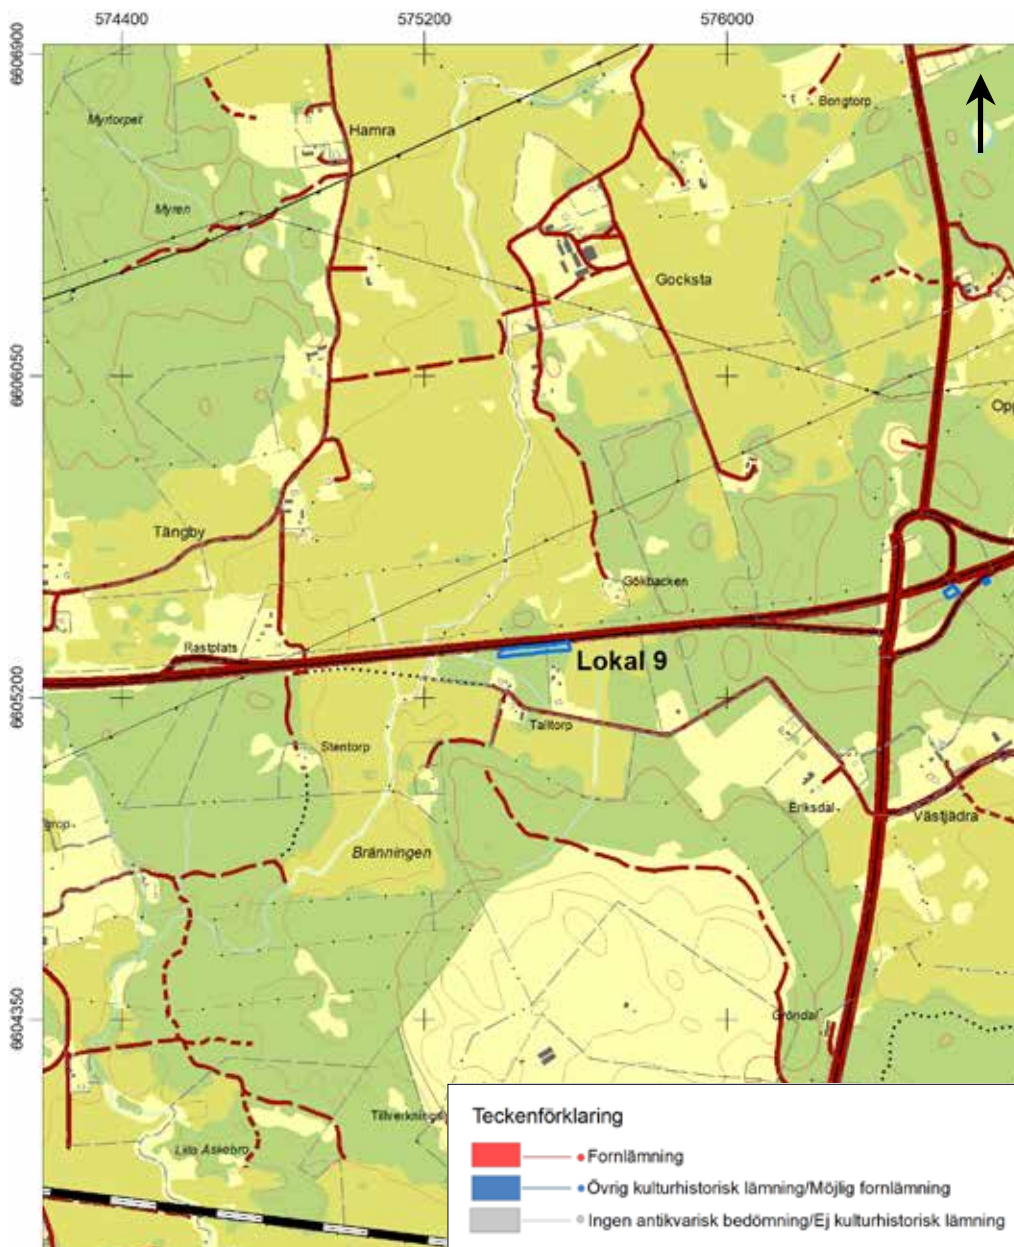 574400
575200
576000
6606900
Myrtorpet
Hamra
Bengtorp
Myren
Gocksta
6606050
Opp
Tängby
Gökbacken
Rastplats
Lokal 9
6605200
Talltorp
Stentorp
Eriksdal
Västjädra
grop
Bränningen
6604350
Gröndal
Tillverknings
Lilla Askebro
Teckenförklaring
Fornlämning
Övrig kulturhistorisk lämning/Möjlig fornlämning
Ingen antikvarisk bedömning/Ej kulturhistorisk lämning